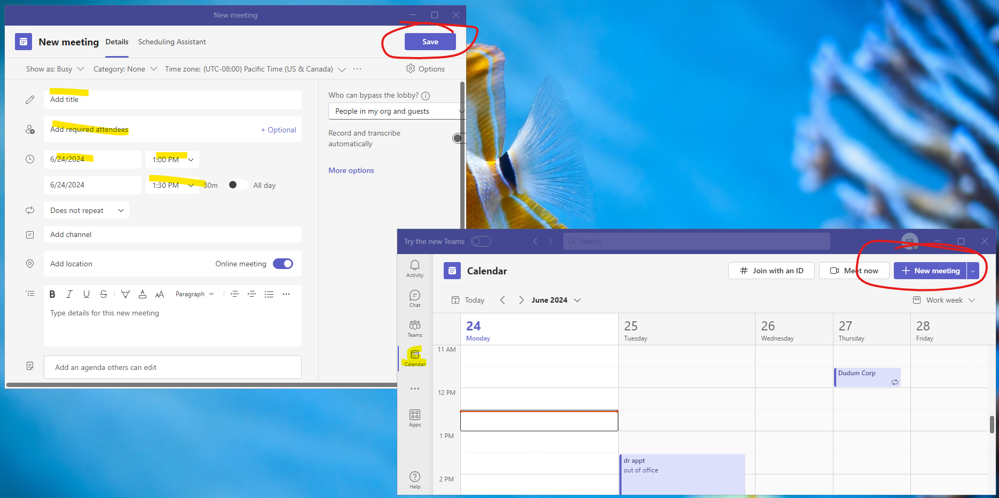 New meeting
New meeting Details Scheduling Assistant Save
Show as: Busy Category: None Time zone: (UTC-08:00) Pacific Time (US & Canada) ... Options
Add title
Add required attendees + Optional
6/24/2024 1:00 PM
6/24/2024 1:30 PM 30m All day
Does not repeat
Add channel
Add location Online meeting
B I U S A AA Paragraph ...
Type details for this new meeting
Add an agenda others can edit
Who can bypass the lobby?
People in my org and guests
Record and transcribe
automatically
More options
Try the new Teams Search SR
Activity
Chat
Teams
Calendar
Apps
Help
Calendar # Join with an ID Meet now + New meeting
Today June 2024 Work week
24 25 26 27 28
Monday Tuesday Wednesday Thursday Friday
11 AM
Dudum Corp
12 PM
1 PM
dr appt
out of office
2 PM